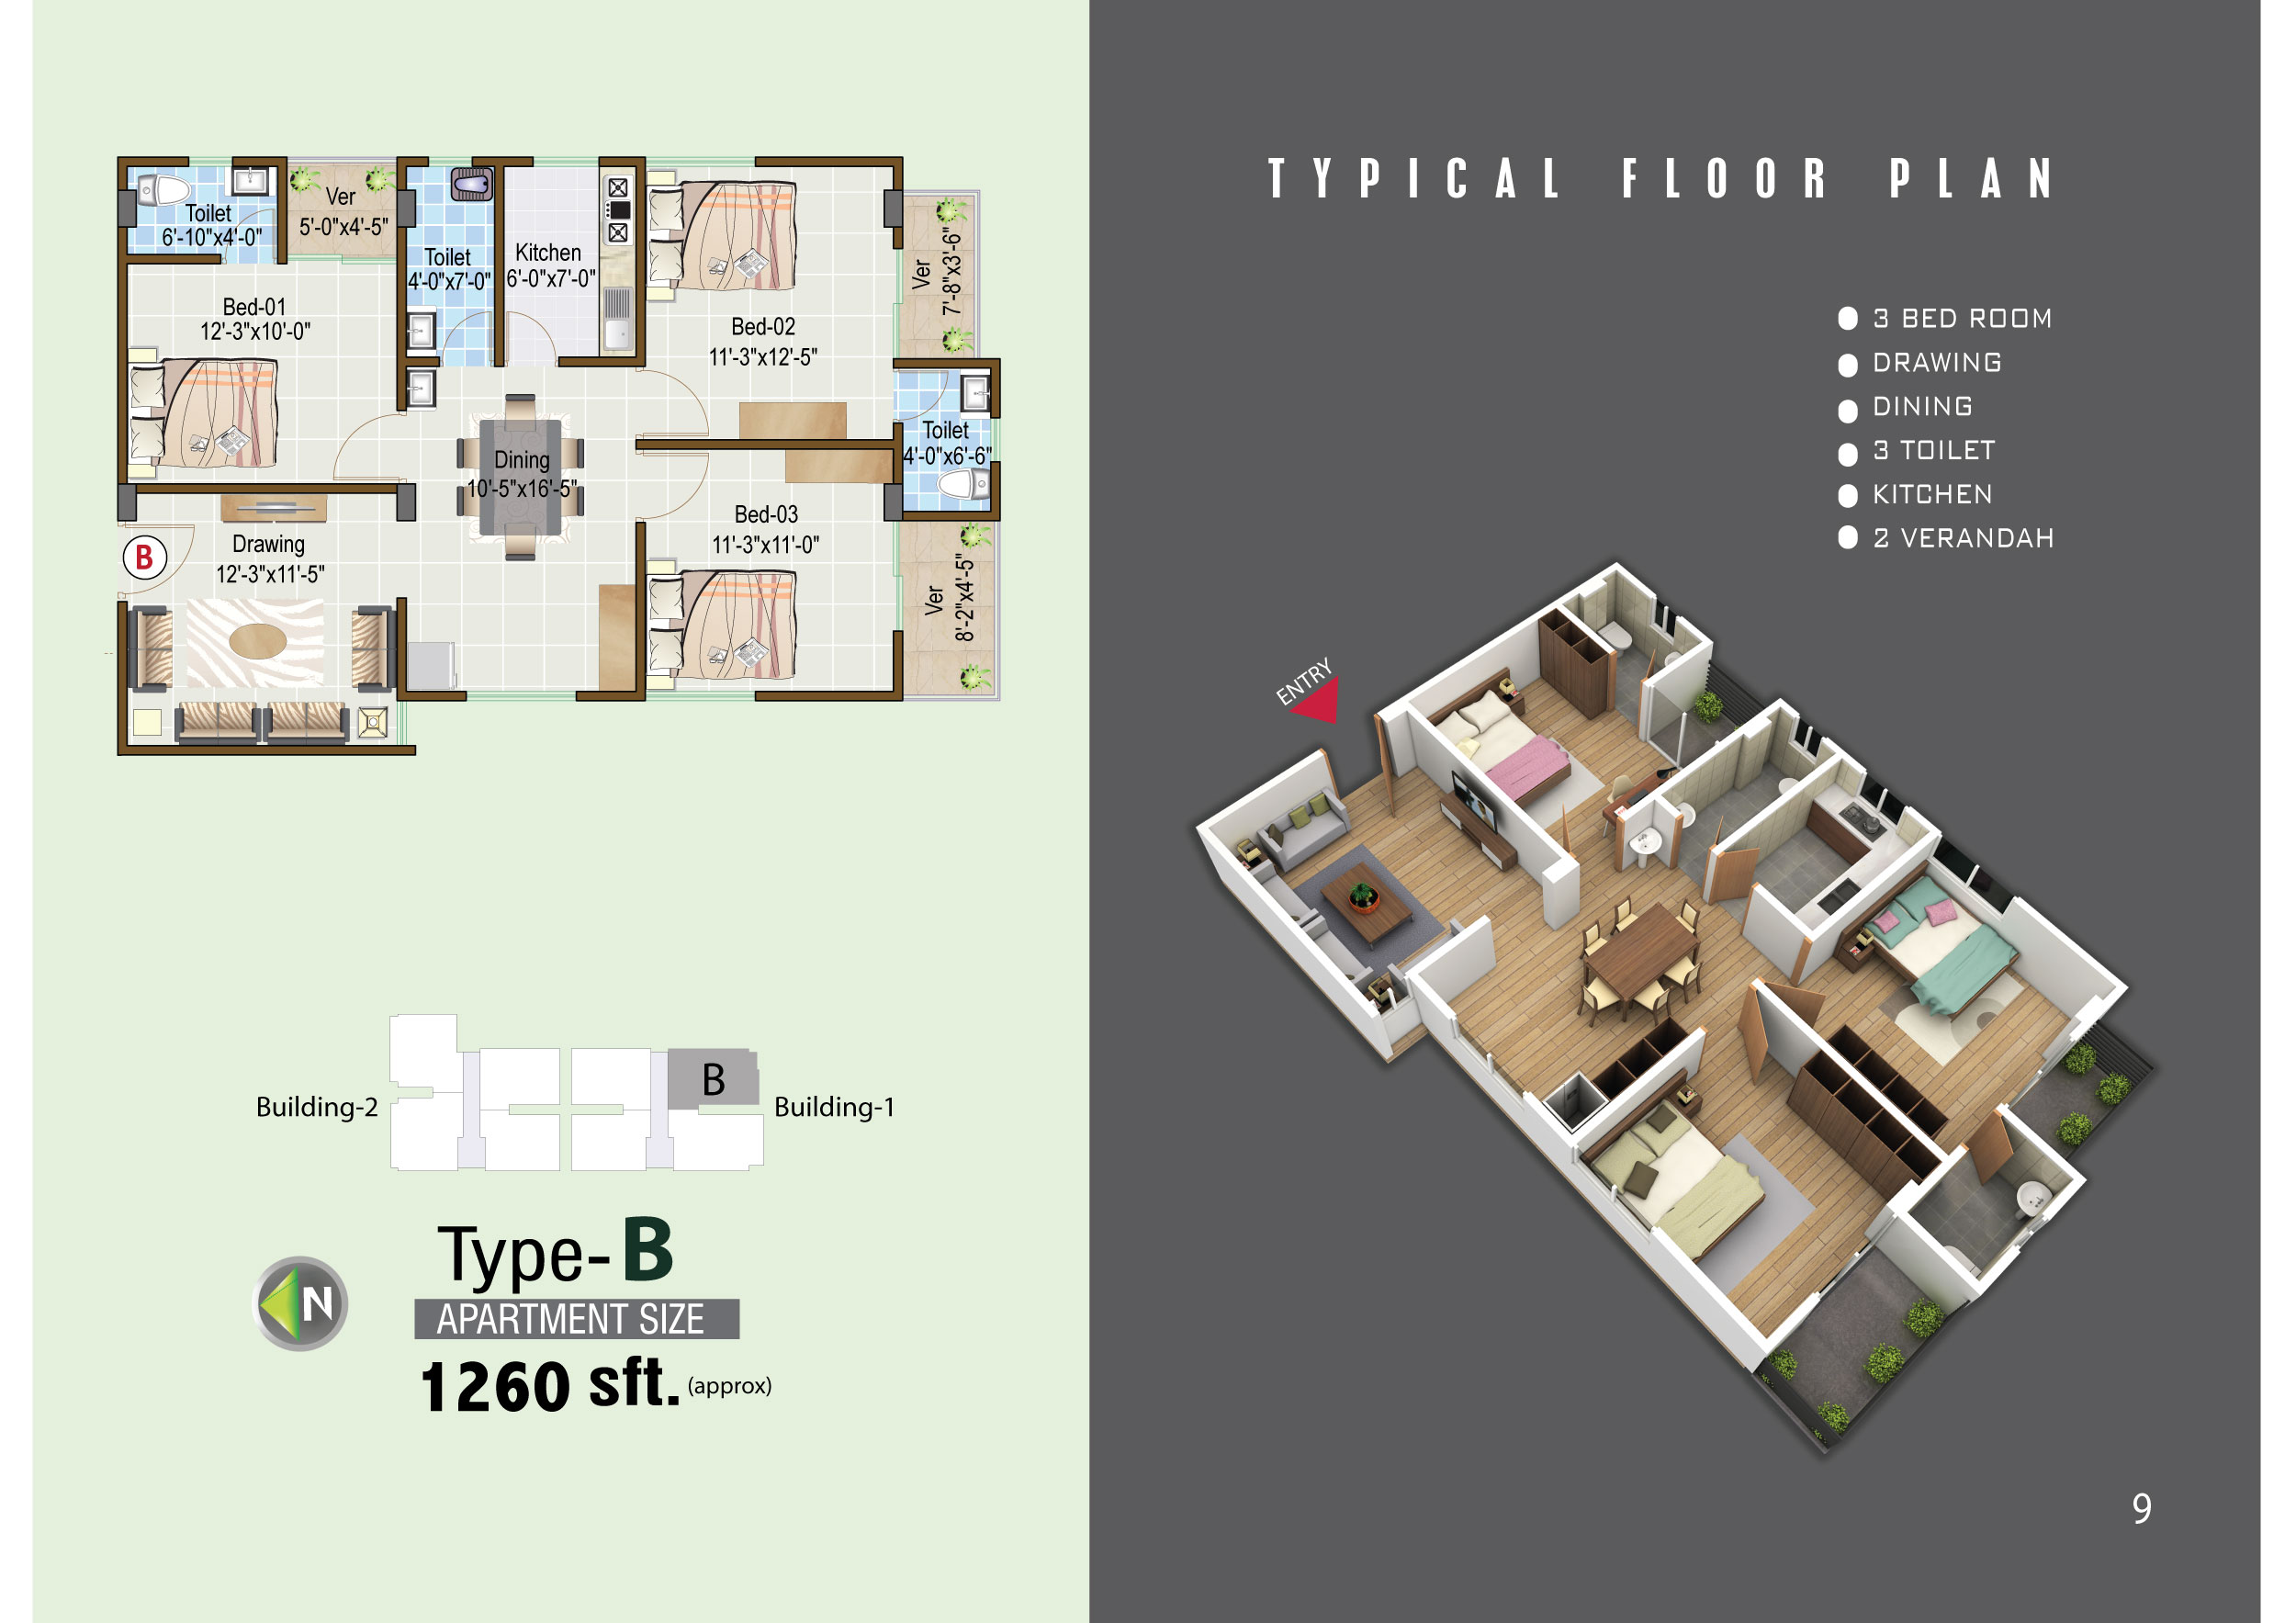 Toilet
6'-10"x4'-0"
Ver
5'-0"x4'-5"
Toilet
4'-0"x7'-0"
Kitchen
6'-0"x7'-0"
Bed-01
12'-3"x10'-0"
Bed-02
11'-3"x12'-5"
Ver
7'-8"x3'-6"
Toilet
4'-0"x6'-6"
Dining
10'-5"x16'-5"
Bed-03
11'-3"x11'-0"
Drawing
12'-3"x11'-5"
B
Ver
8'-2"x4'-5"
B
Building-2
Building-1
Type-B
N
APARTMENT SIZE
1260 sft. (approx)
TYPICAL FLOOR PLAN
3 BED ROOM
DRAWING
DINING
3 TOILET
KITCHEN
2 VERANDAH
ENTRY
9